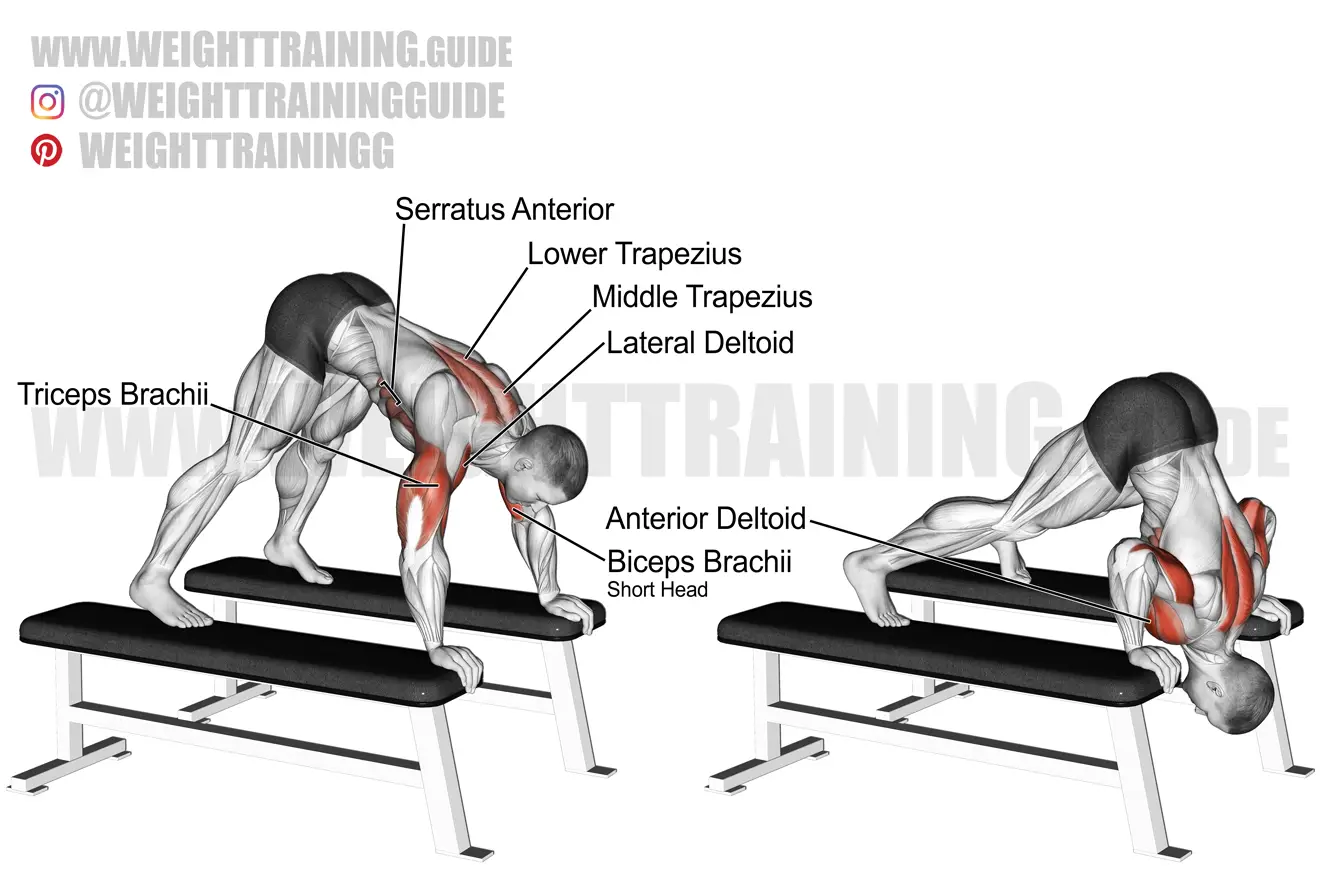 WWW.WEIGHTTRAINING.GUIDE
@WEIGHTTRAININGGUIDE
WEIGHTTRAININGG
Serratus Anterior
Lower Trapezius
Middle Trapezius
Lateral Deltoid
Triceps Brachii
WWW.WEIGHTTRAINING.GUIDE
Anterior Deltoid
Biceps Brachii
Short Head